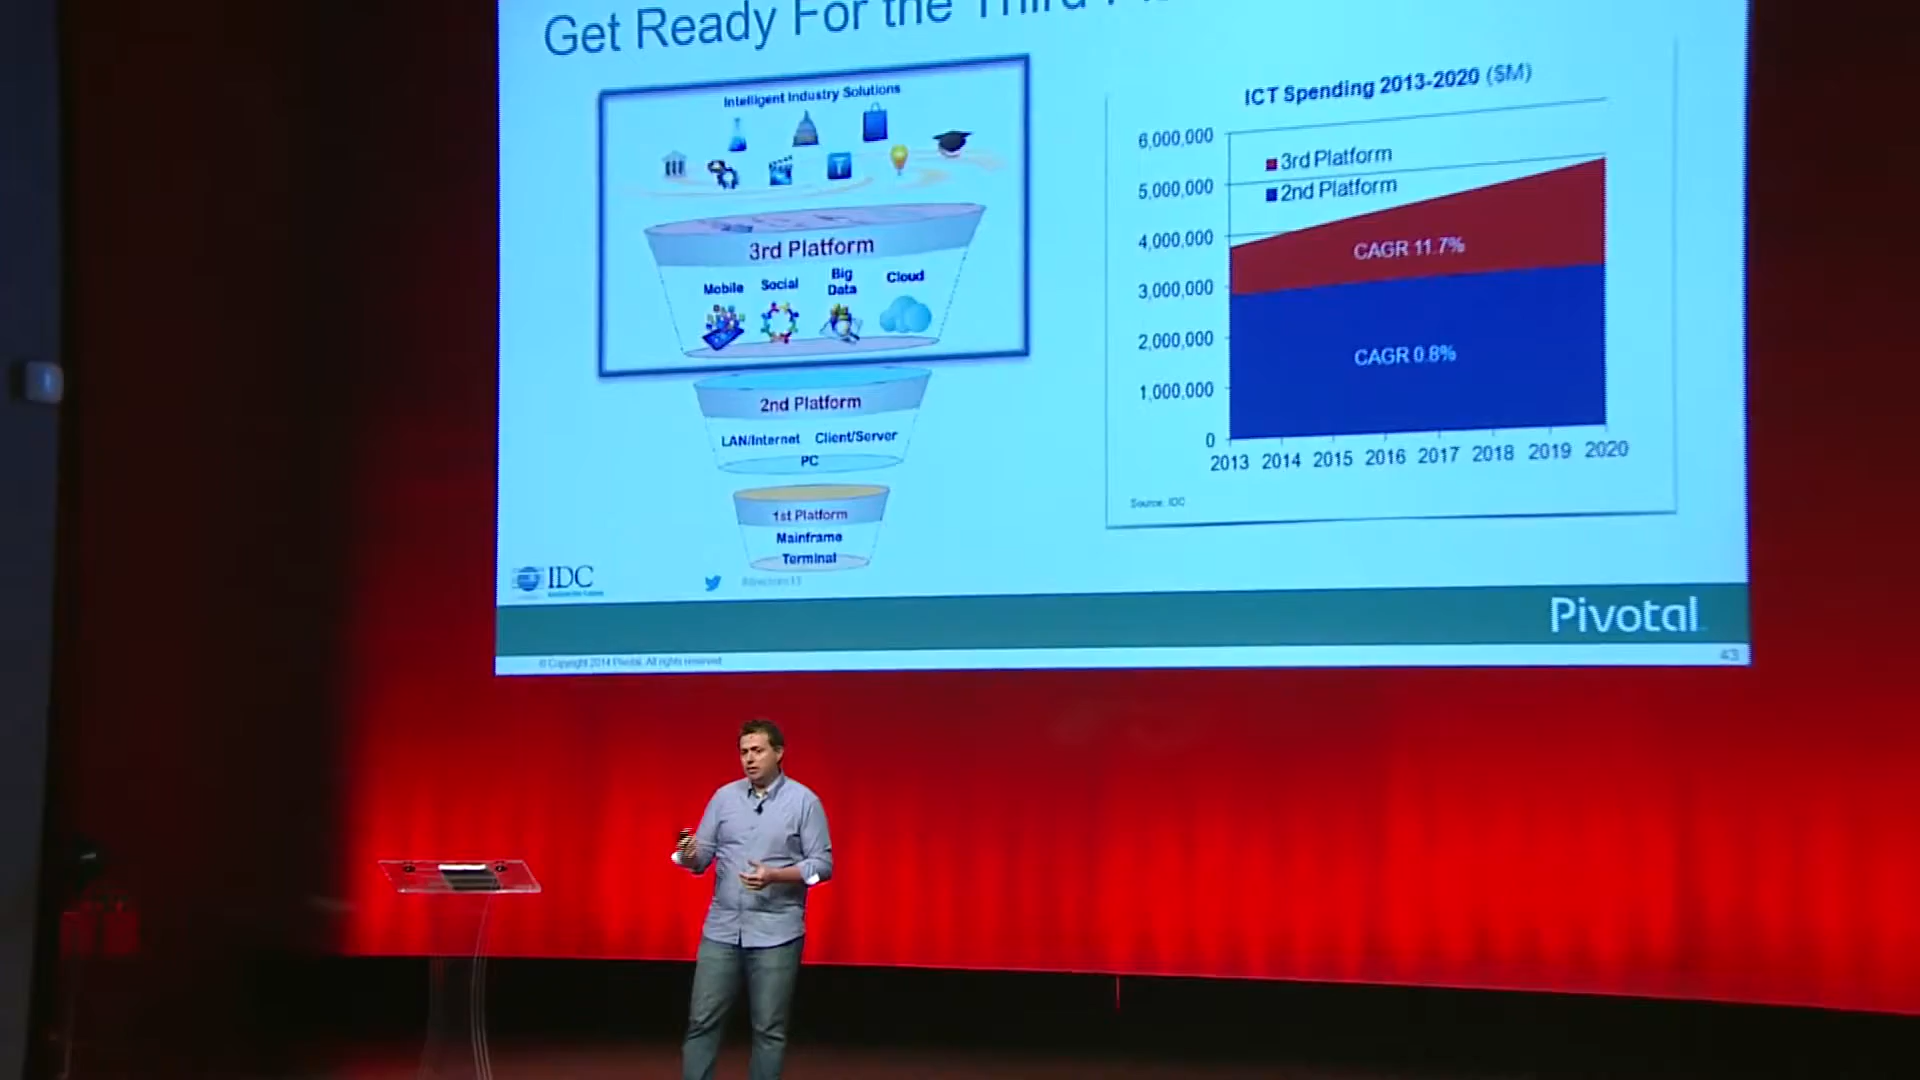 Get Ready For the Third
Intelligent Industry Solutions
3rd Platform
Mobile
Social
Big
Data
Cloud
2nd Platform
LAN/Internet Client/Server
PC
1st Platform
Mainframe
Terminal
ICT Spending 2013-2020 ($M)
6,000,000
5,000,000
4,000,000
3,000,000
2,000,000
1,000,000
0
3rd Platform
2nd Platform
CAGR 11.7%
CAGR 0.8%
2013 2014 2015 2016 2017 2018 2019 2020
Source: IDC
IDC
Pivotal
© Copyright 2014 Pivotal. All rights reserved.
43